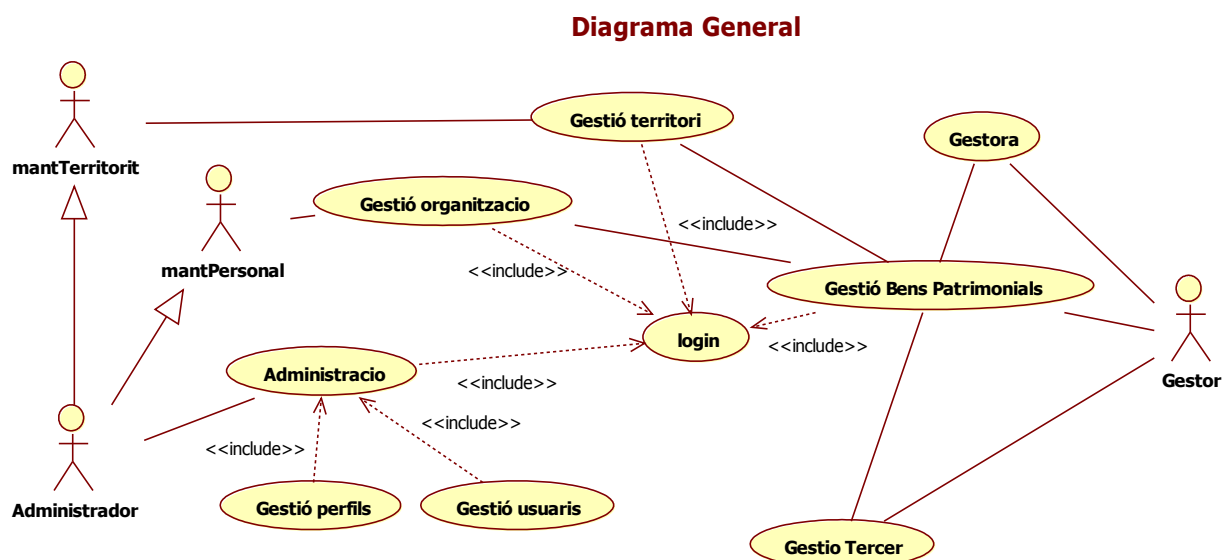 Diagrama General
Gestió territori
Gestora
mantTerritorit
Gestió organitzacio
<<include>>
mantPersonal
<<include>>
Gestió Bens Patrimonials
login
<<include>>
Administracio
<<include>>
Gestor
<<include>>
<<include>>
Administrador
Gestió perfils
Gestió usuaris
Gestio Tercer